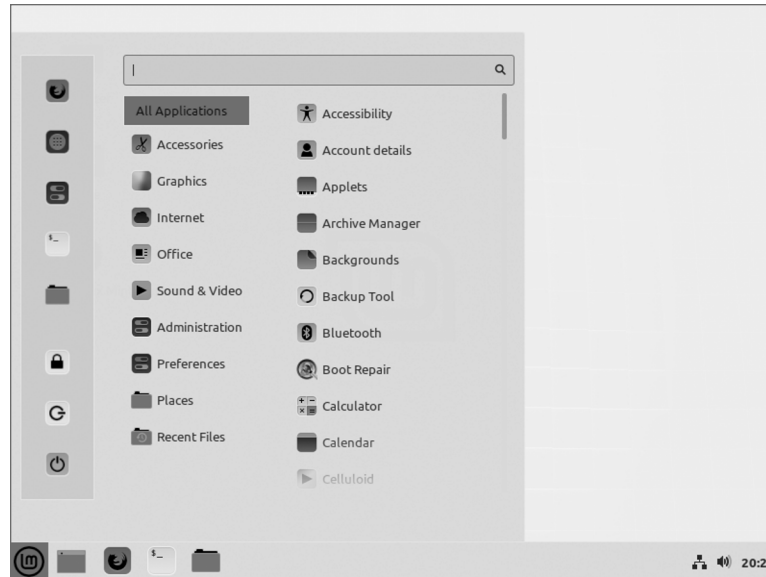 All Applications
Accessories
Graphics
Internet
Office
Sound & Video
Administration
Preferences
Places
Recent Files
Accessibility
Account details
Applets
Archive Manager
Backgrounds
Backup Tool
Bluetooth
Boot Repair
Calculator
Calendar
Celluloid
$_
$_
20:2